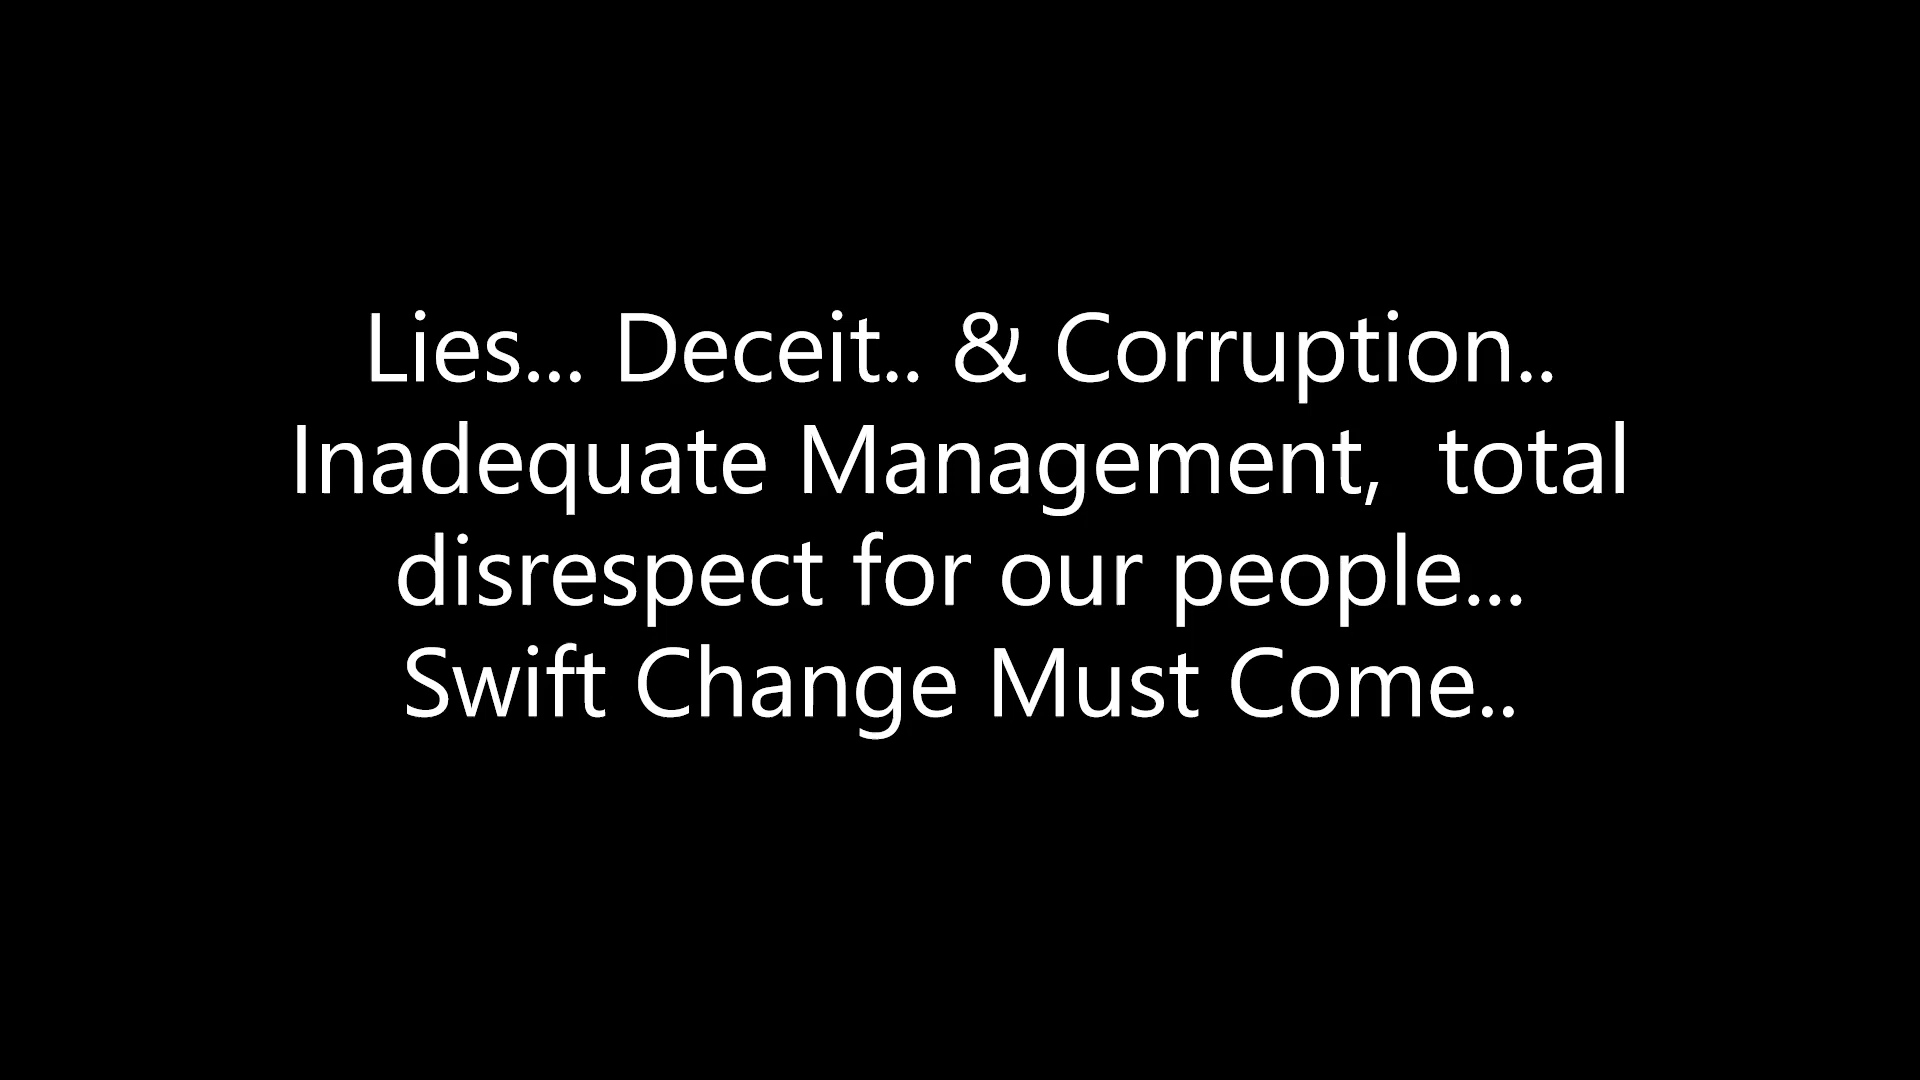 Lies... Deceit.. & Corruption..
Inadequate Management,  total
disrespect for our people...
Swift Change Must Come..